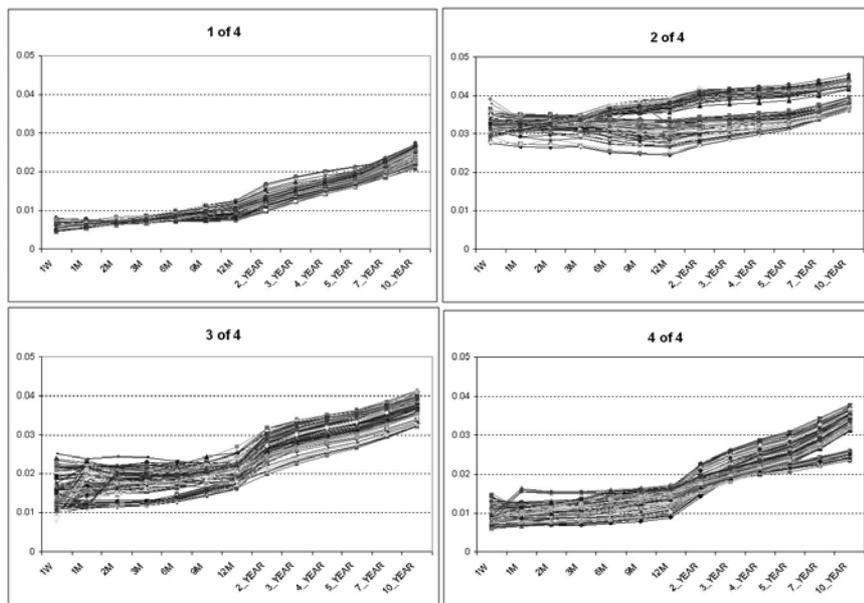 1 of 4
0.05
0.04
0.03
0.02
0.01
0
1W
1M
2M
3M
6M
9M
12M
2_YEAR
3_YEAR
4_YEAR
5_YEAR
7_YEAR
10_YEAR
2 of 4
0.05
0.04
0.03
0.02
0.01
0
1W
1M
2M
3M
6M
9M
12M
2_YEAR
3_YEAR
4_YEAR
5_YEAR
7_YEAR
10_YEAR
3 of 4
0.05
0.04
0.03
0.02
0.01
0
1W
1M
2M
3M
6M
9M
12M
2_YEAR
3_YEAR
4_YEAR
5_YEAR
7_YEAR
10_YEAR
4 of 4
0.05
0.04
0.03
0.02
0.01
0
1W
1M
2M
3M
6M
9M
12M
2_YEAR
3_YEAR
4_YEAR
5_YEAR
7_YEAR
10_YEAR